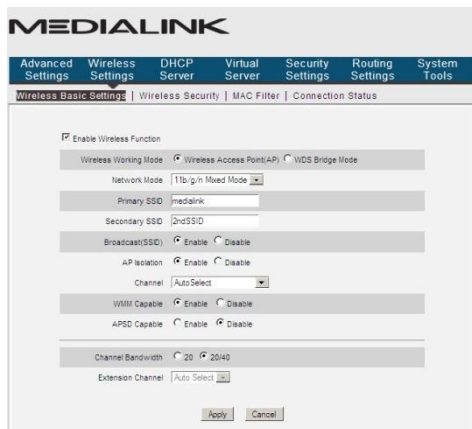 MEDIALINK
Advanced Settings Wireless Settings DHCP Server Virtual Server Security Settings Routing Settings System Tools
Wireless Basic Settings | Wireless Security | MAC Filter | Connection Status
Enable Wireless Function
Wireless Working Mode Wireless Access Point(AP) WDS Bridge Mode
Network Mode 11b/g/n Mixed Mode
Primary SSID medialink
Secondary SSID 2ndSSID
Broadcast(SSID) Enable Disable
AP Isolation Enable Disable
Channel AutoSelect
WMM Capable Enable Disable
APSD Capable Enable Disable
Channel Bandwidth 20 20/40
Extension Channel Auto Select
Apply Cancel